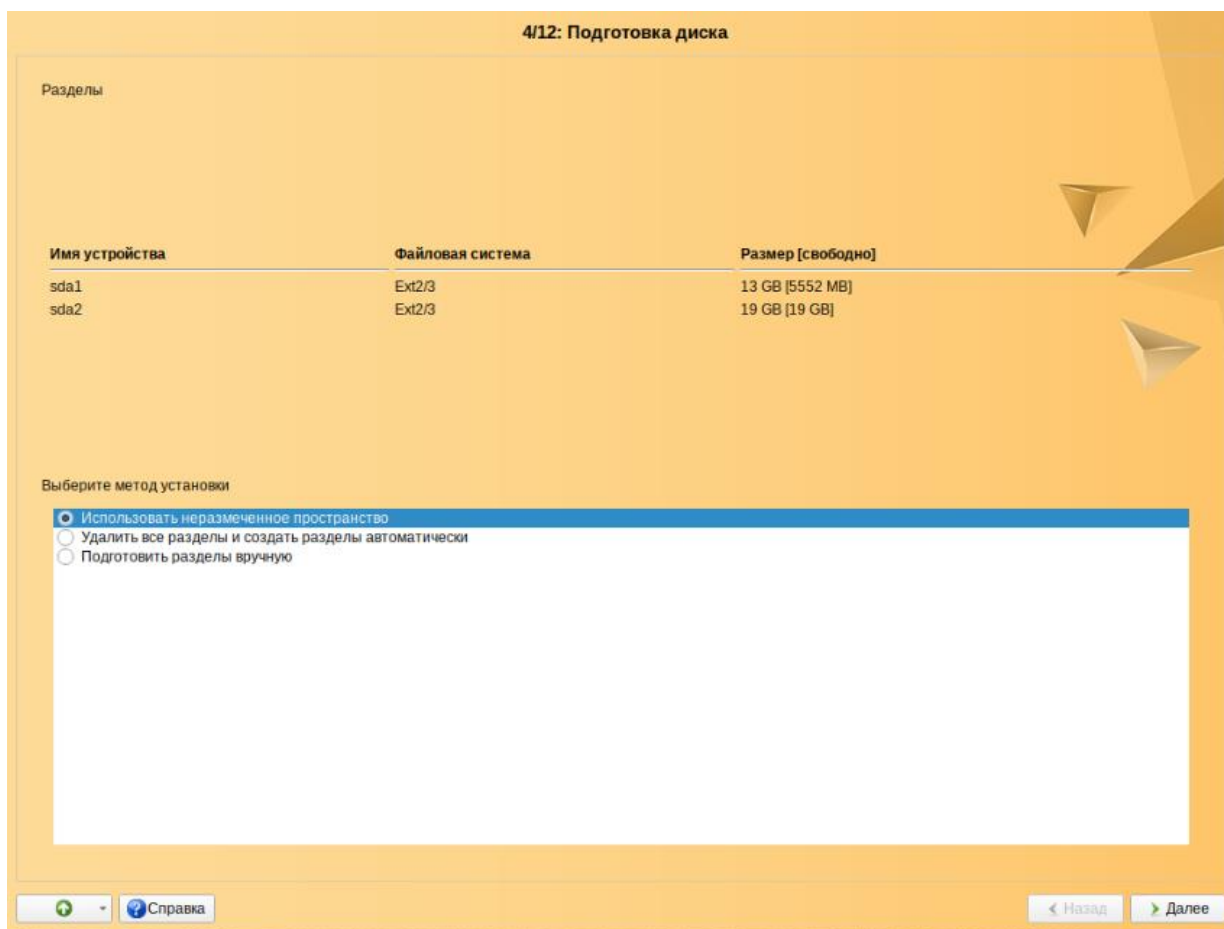 4/12: Подготовка диска
Разделы
Имя устройства Файловая система Размер [свободно]
sda1 Ext2/3 13 GB [5552 MB]
sda2 Ext2/3 19 GB [19 GB]
Выберите метод установки
Использовать неразмеченное пространство
Удалить все разделы и создать разделы автоматически
Подготовить разделы вручную
Справка Назад Далее